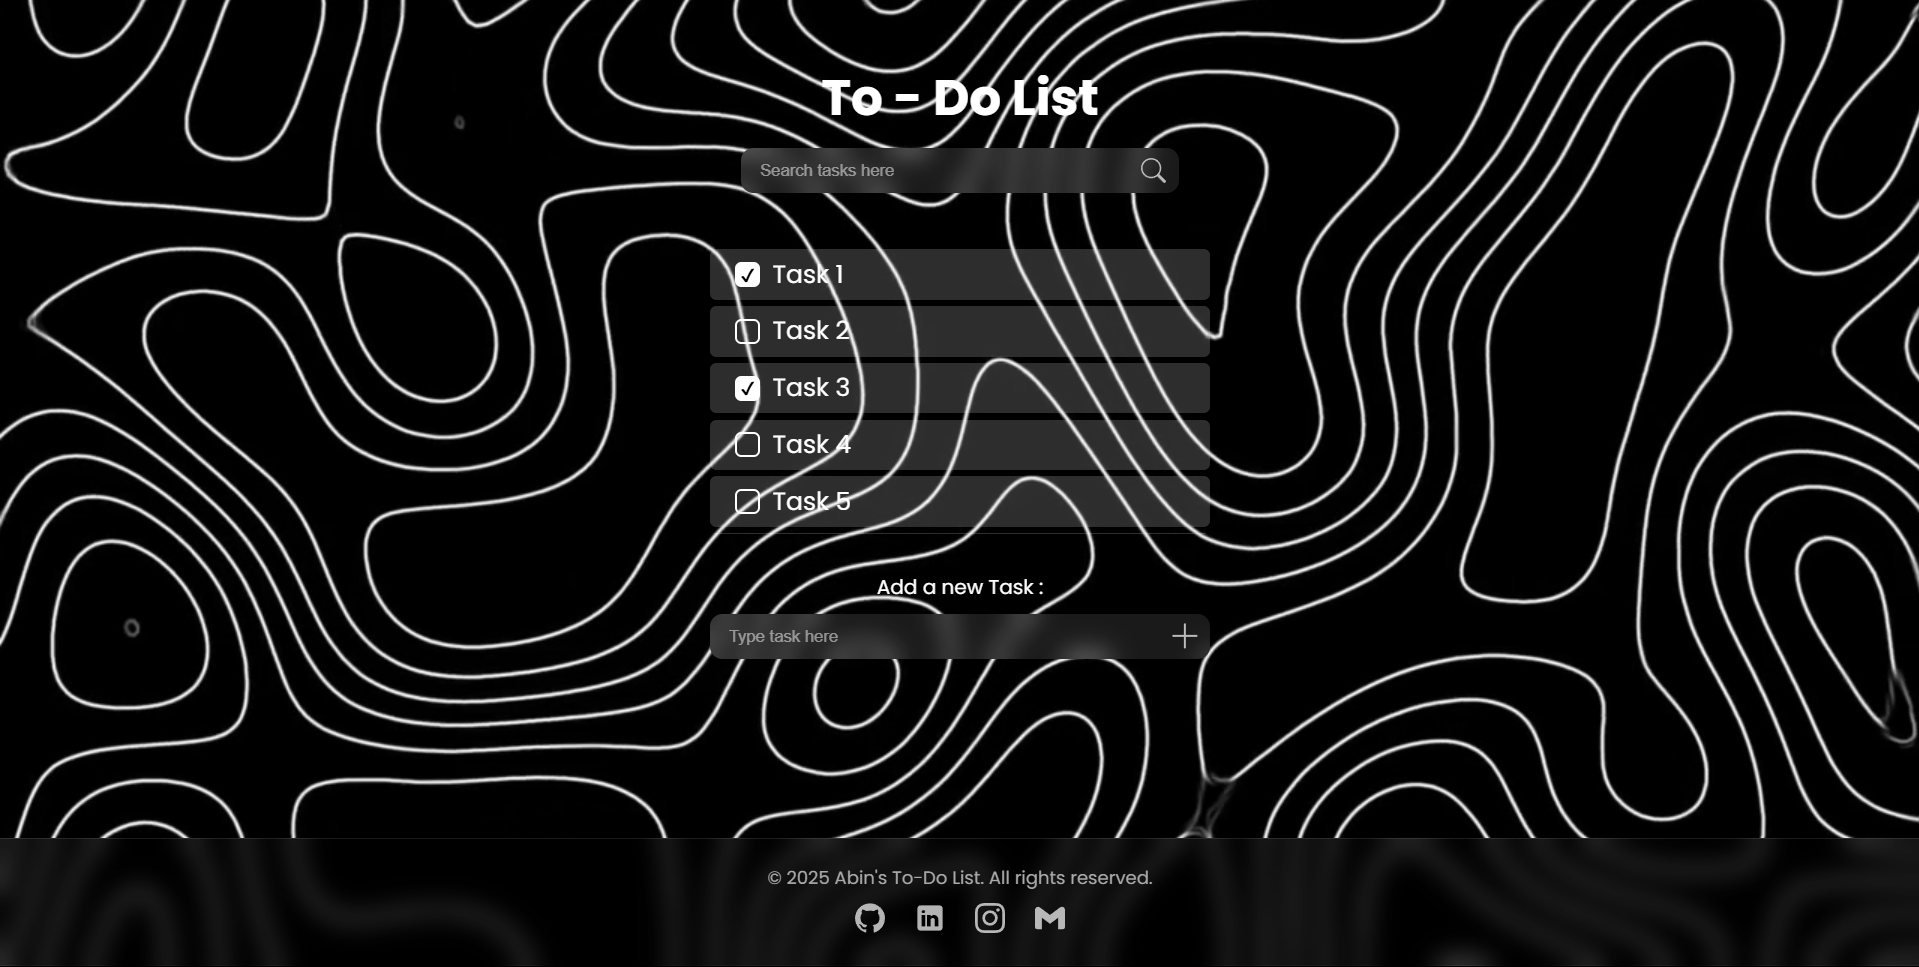 To - Do List
Search tasks here
Task 1
Task 2
Task 3
Task 4
Task 5
Add a new Task :
Type task here
© 2025 Abin's To-Do List. All rights reserved.